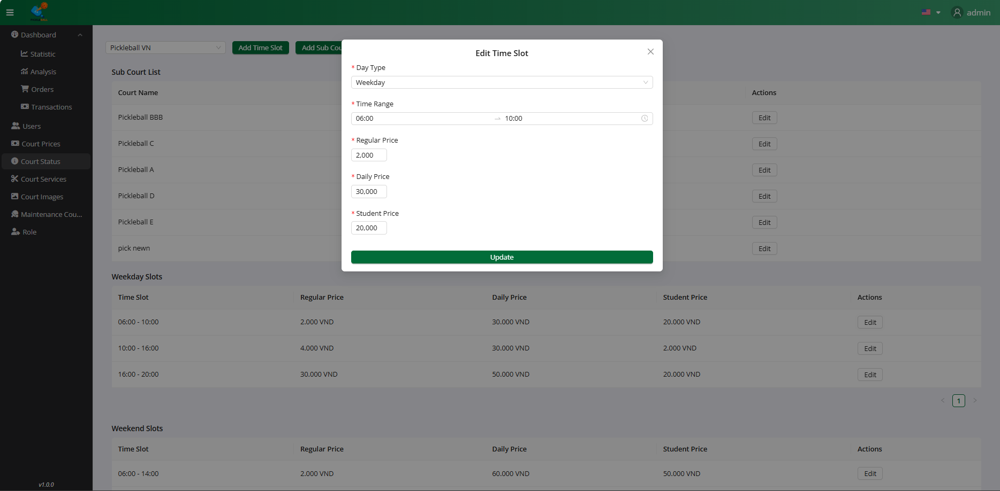 admin
Dashboard
Statistic
Analysis
Orders
Transactions
Users
Court Prices
Court Status
Court Services
Court Images
Maintenance Cou...
Role
v1.0.0
Pickleball VN
Add Time Slot
Add Sub Cou
Sub Court List
Court Name Actions
Pickleball BBB Edit
Pickleball C Edit
Pickleball A Edit
Pickleball D Edit
Pickleball E Edit
pick newn Edit
Edit Time Slot
* Day Type
Weekday
* Time Range
06:00 → 10:00
* Regular Price
2,000
* Daily Price
30,000
* Student Price
20,000
Update
Weekday Slots
Time Slot Regular Price Daily Price Student Price Actions
06:00 - 10:00 2.000 VND 30.000 VND 20.000 VND Edit
10:00 - 16:00 4.000 VND 30.000 VND 2.000 VND Edit
16:00 - 20:00 30.000 VND 50.000 VND 20.000 VND Edit
< 1 >
Weekend Slots
Time Slot Regular Price Daily Price Student Price Actions
06:00 - 14:00 2.000 VND 60.000 VND 50.000 VND Edit